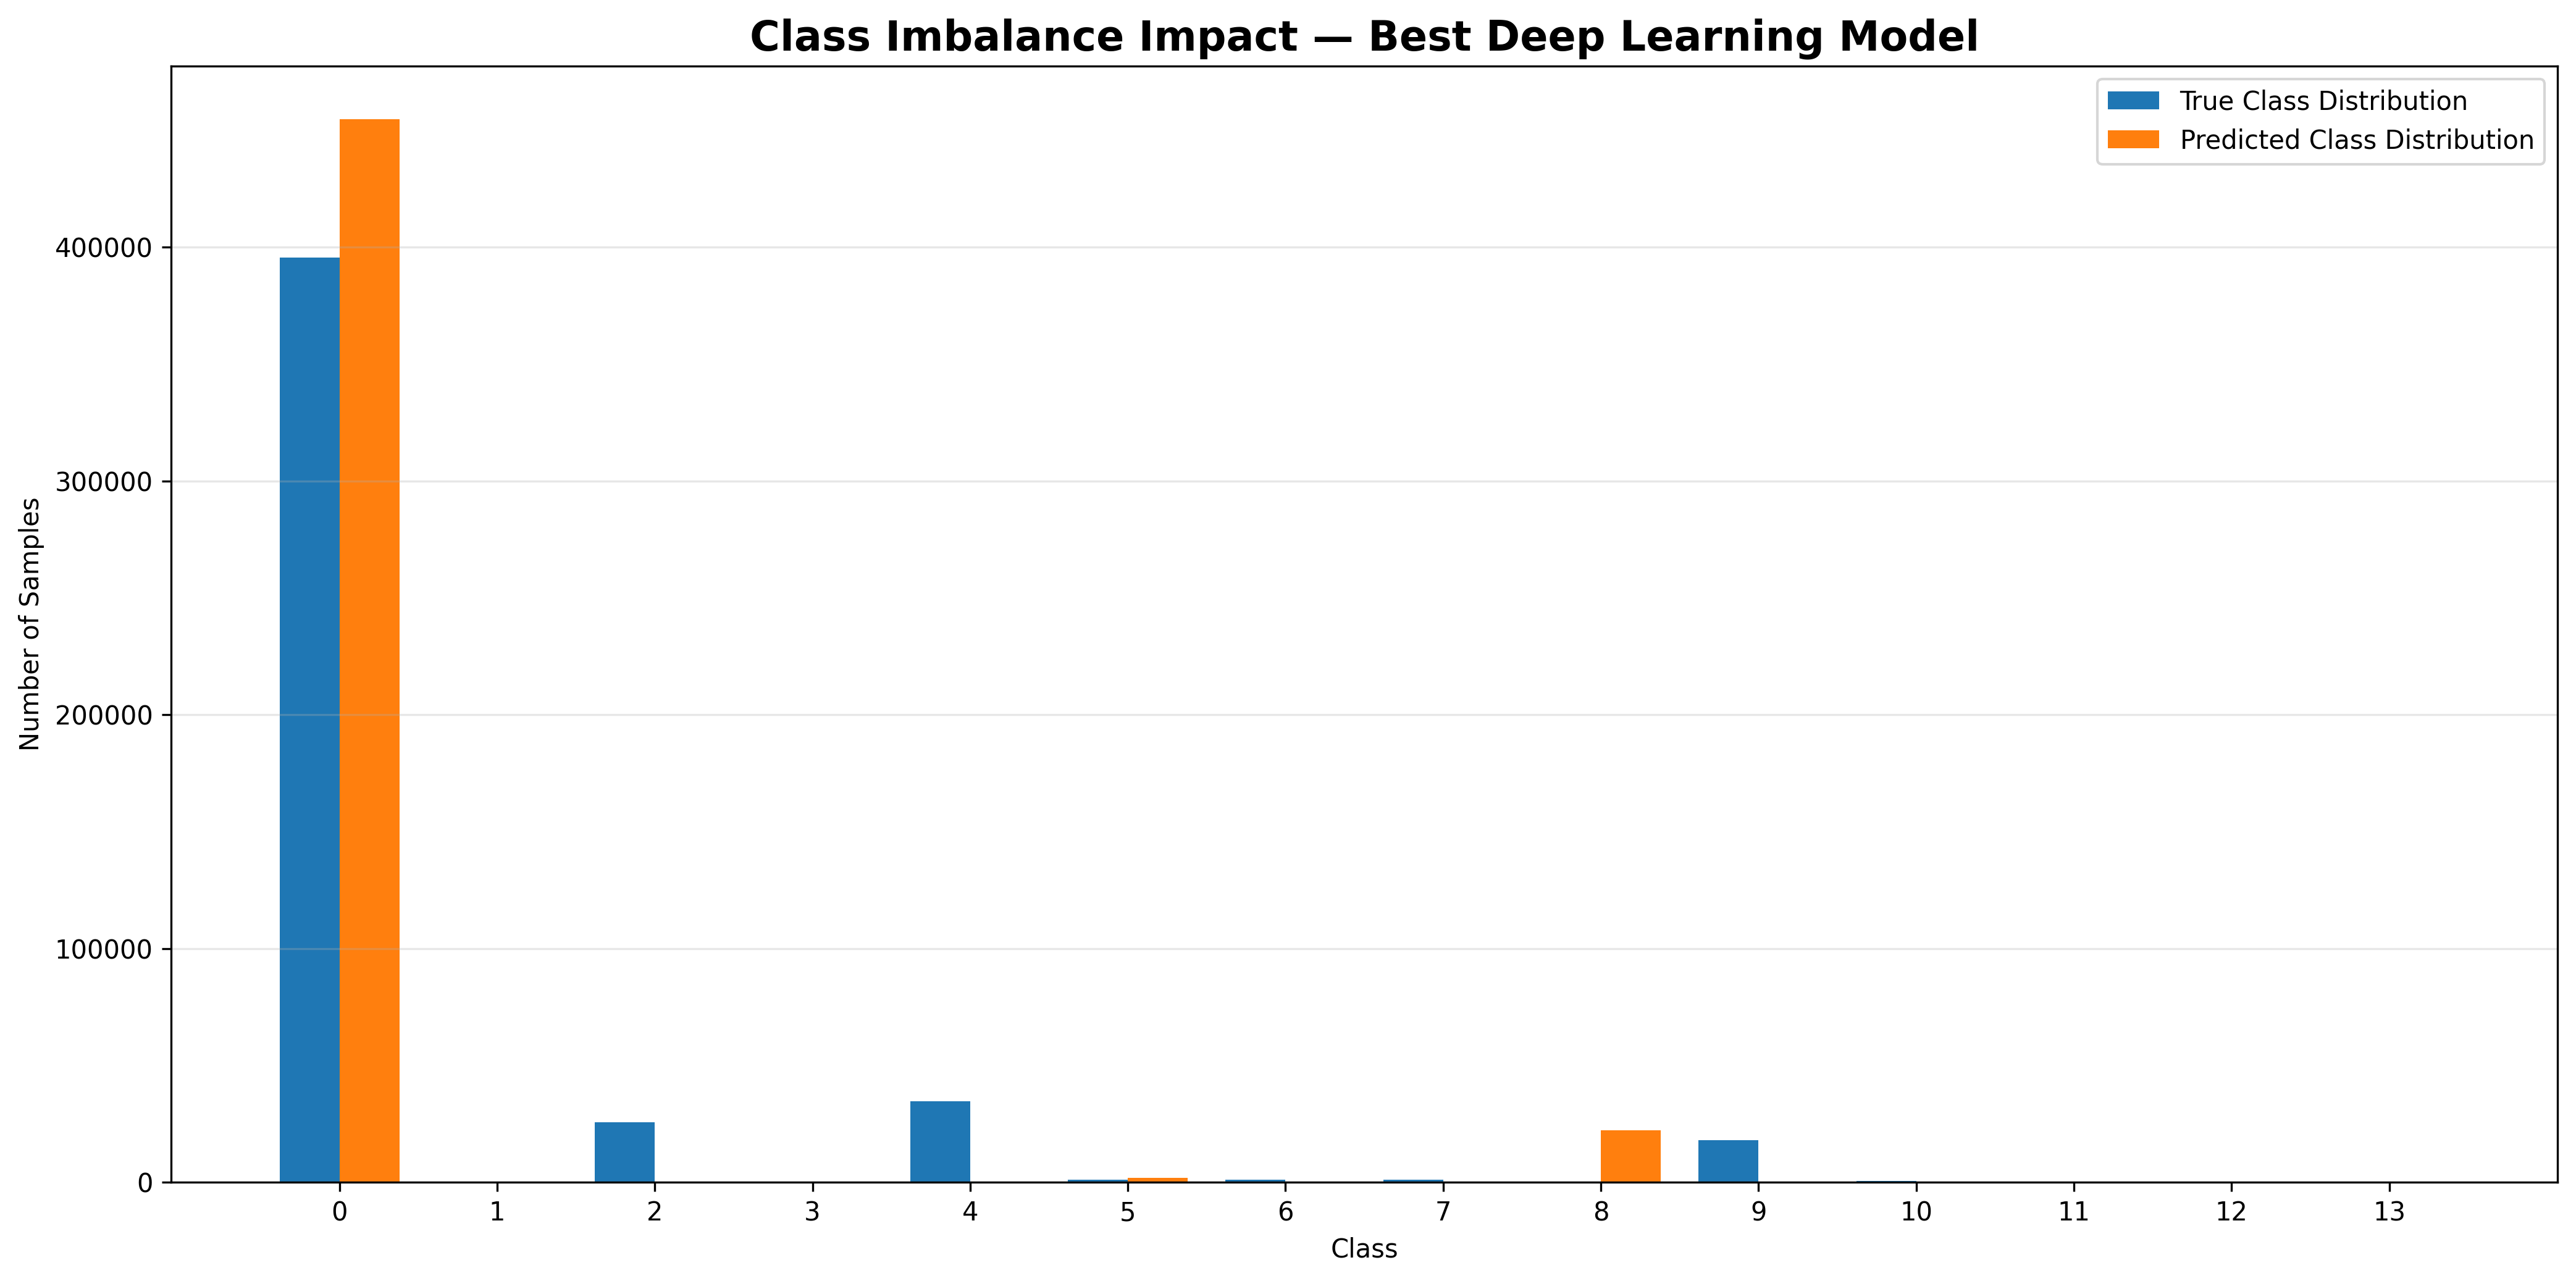 Class Imbalance Impact — Best Deep Learning Model
True Class Distribution
Predicted Class Distribution
400000
300000
200000
100000
0
Number of Samples
0 1 2 3 4 5 6 7 8 9 10 11 12 13
Class